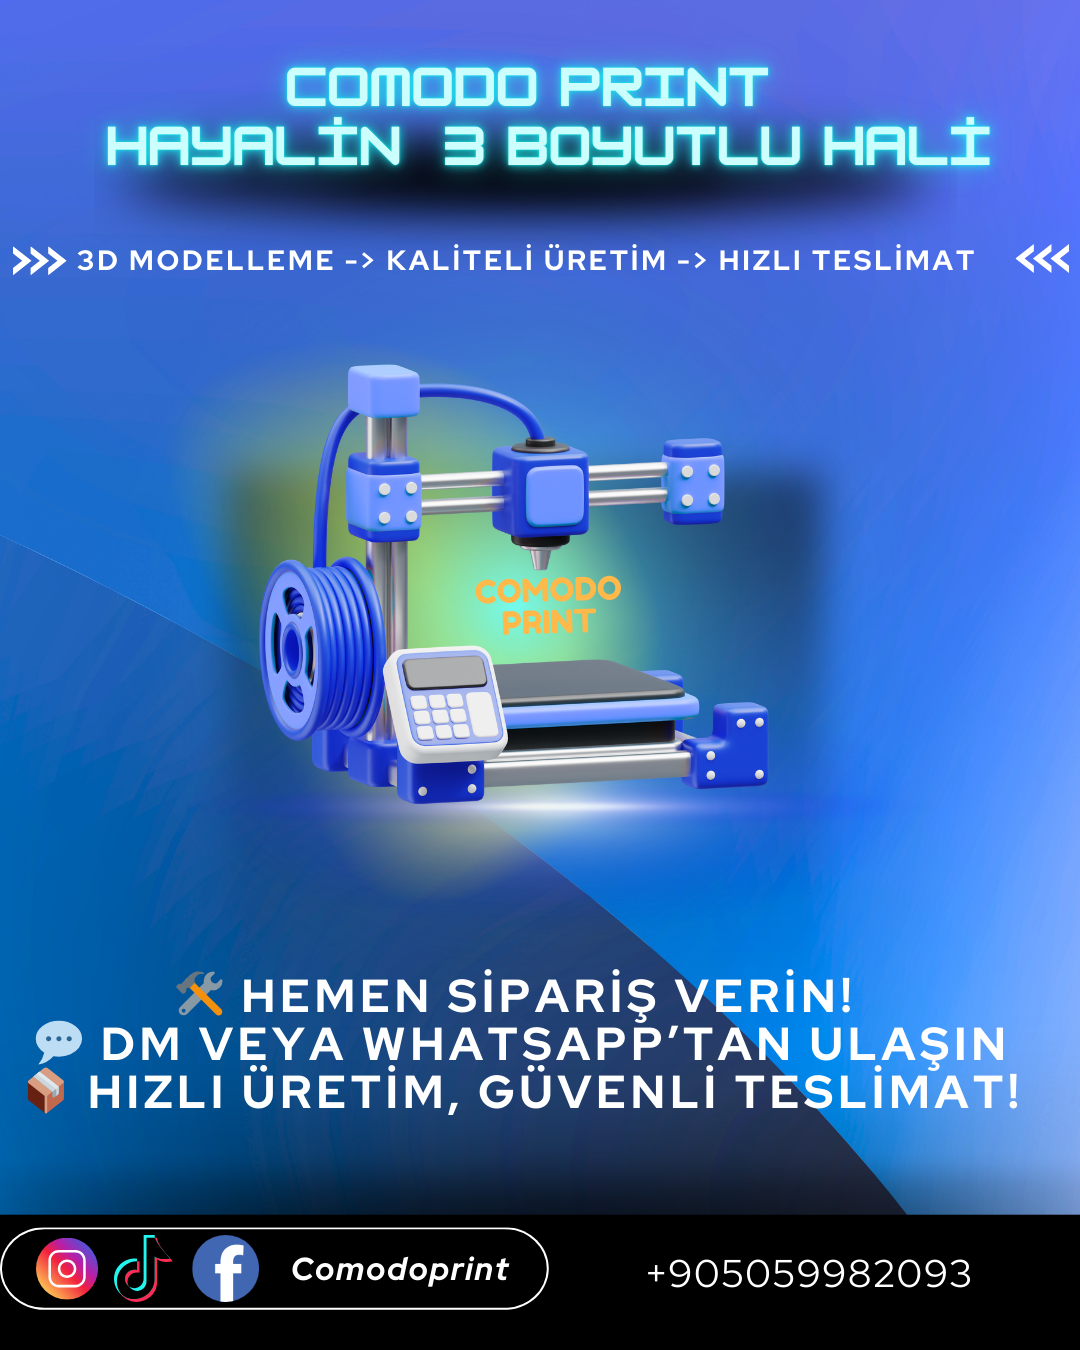 COMODO PRINT
HAYALİN 3 BOYUTLU HALİ
3D MODELLEME -> KALİTELİ ÜRETİM -> HIZLI TESLİMAT
COMODO
PRINT
HEMEN SİPARİŞ VERİN!
DM VEYA WHATSAPP’TAN ULAŞIN
HIZLI ÜRETİM, GÜVENLİ TESLİMAT!
Comodoprint
+905059982093